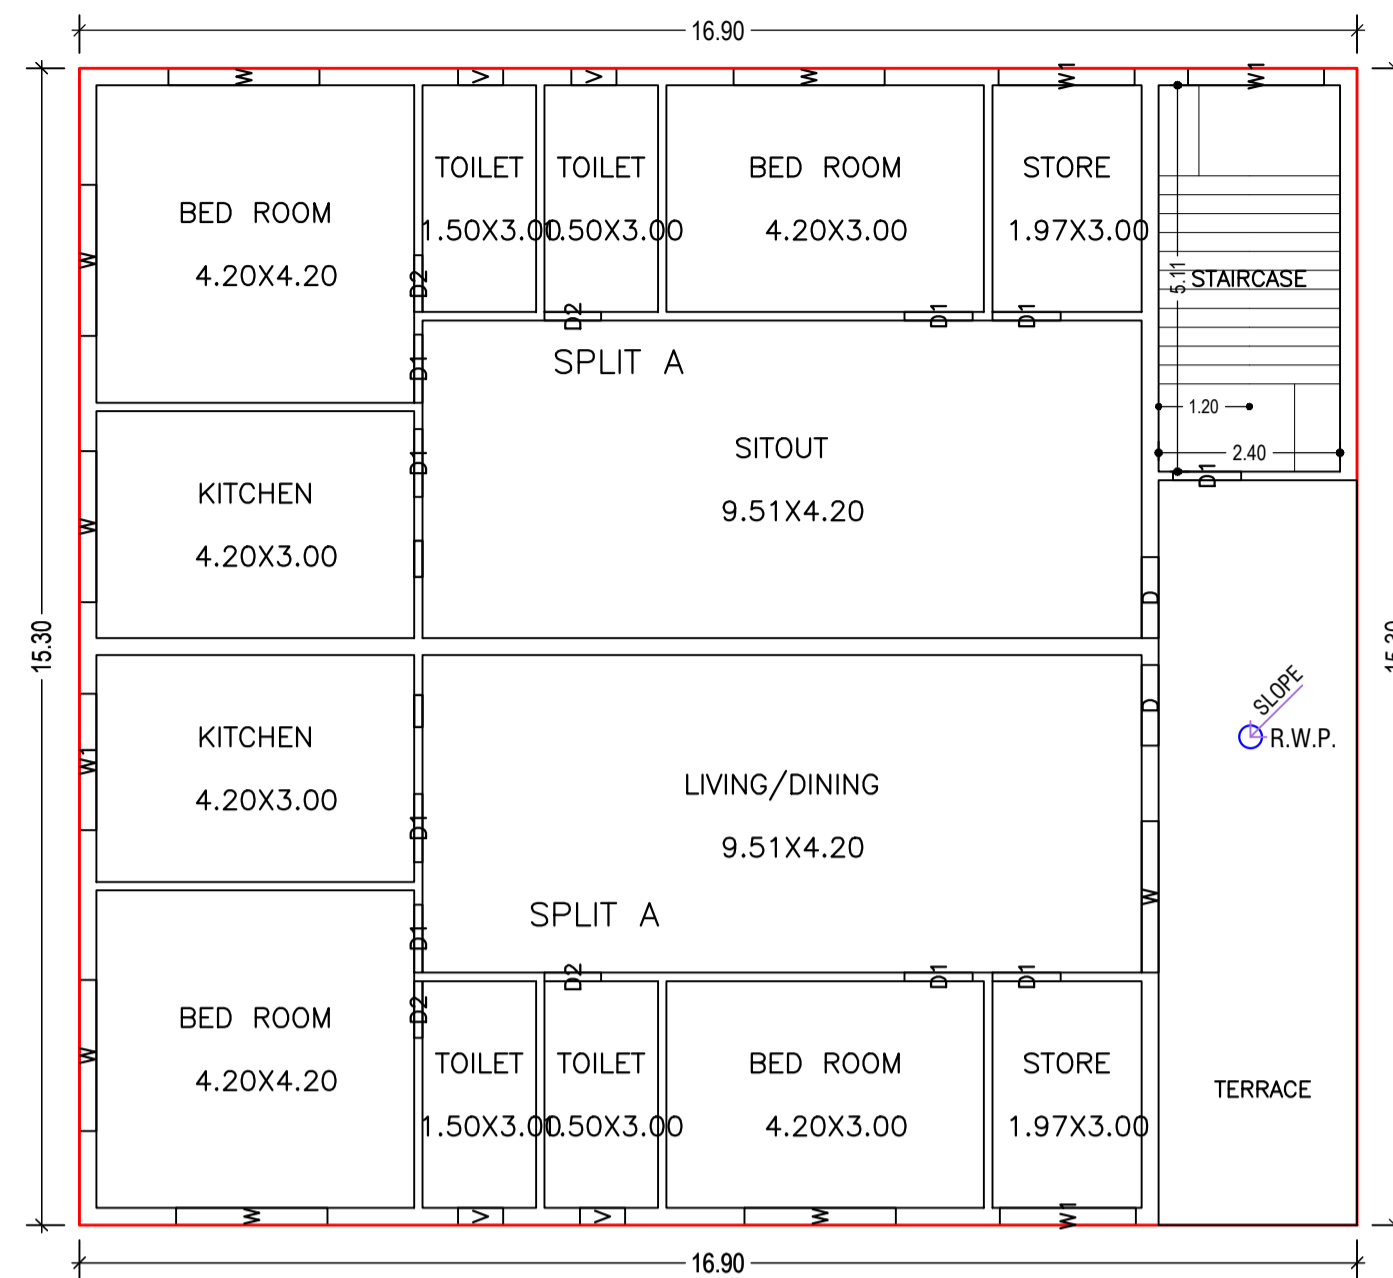 16.90
W
V
V
W
W1
W1
TOILET
TOILET
BED ROOM
STORE
BED ROOM
1.50X3.00
1.50X3.00
4.20X3.00
1.97X3.00
W
4.20X4.20
D2
5.11
STAIRCASE
D2
D1
D1
D1
SPLIT A
1.20
SITOUT
2.40
D1
D1
KITCHEN
9.51X4.20
W
4.20X3.00
D
15.30
15.30
D
SLOPE
R.W.P.
KITCHEN
W1
LIVING/DINING
4.20X3.00
D1
9.51X4.20
W
SPLIT A
D1
D2
D1
D1
D2
BED ROOM
W
TOILET
TOILET
BED ROOM
STORE
4.20X4.20
TERRACE
1.50X3.00
1.50X3.00
4.20X3.00
1.97X3.00
W
V
V
W
W1
16.90